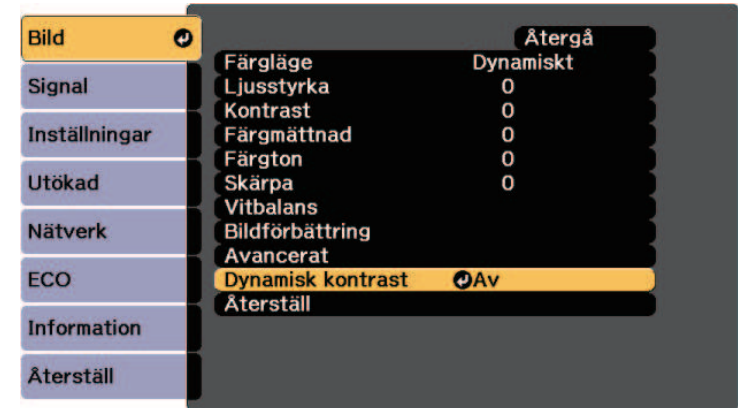 Bild
Signal
Inställningar
Utökad
Nätverk
ECO
Information
Återställ
Återgå
Färgläge Dynamiskt
Ljusstyrka 0
Kontrast 0
Färgmättnad 0
Färgton 0
Skärpa 0
Vitbalans
Bildförbättring
Avancerat
Dynamisk kontrast Av
Återställ